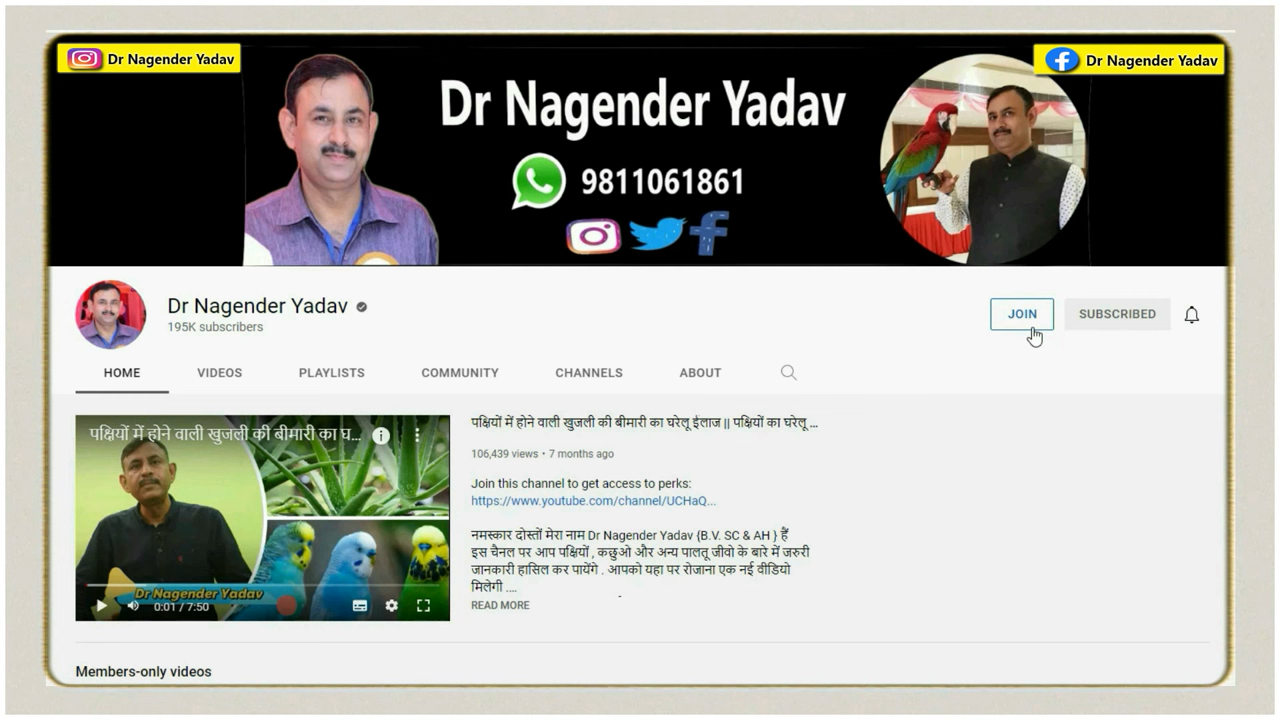 Dr Nagender Yadav
Dr Nagender Yadav
Dr Nagender Yadav
9811061861
Dr Nagender Yadav
195K subscribers
JOIN
SUBSCRIBED
HOME VIDEOS PLAYLISTS COMMUNITY CHANNELS ABOUT
पक्षियों में होने वाली खुजली की बीमारी का घ...
Dr Nagender Yadav
0:01 / 7:50
पक्षियों में होने वाली खुजली की बीमारी का घरेलू ईलाज || पक्षियों का घरेलू ...
106,439 views • 7 months ago
Join this channel to get access to perks:
https://www.youtube.com/channel/UCHaQ...
नमस्कार दोस्तों मेरा नाम Dr Nagender Yadav {B.V. SC & AH } हैं
इस चैनल पर आप पक्षियों , कछुओ और अन्य पालतू जीवो के बारे में जरुरी
जानकारी हासिल कर पायेंगे . आपको यहा पर रोजाना एक नई वीडियो
मिलेगी ....
READ MORE
Members-only videos